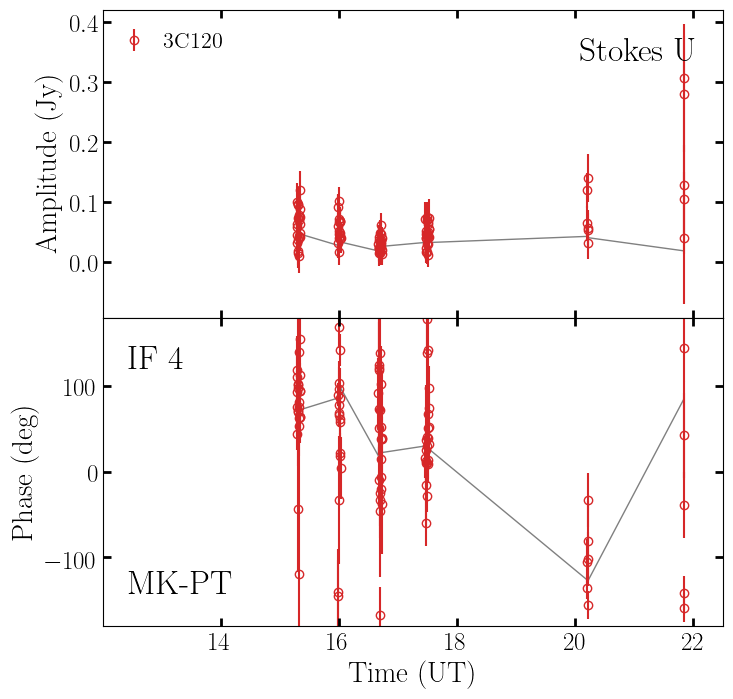 0.4
3C120
Stokes U
0.3
0.2
0.1
0.0
Amplitude (Jy)
IF 4
100
0
−100
Phase (deg)
MK-PT
14 16 18 20 22
Time (UT)